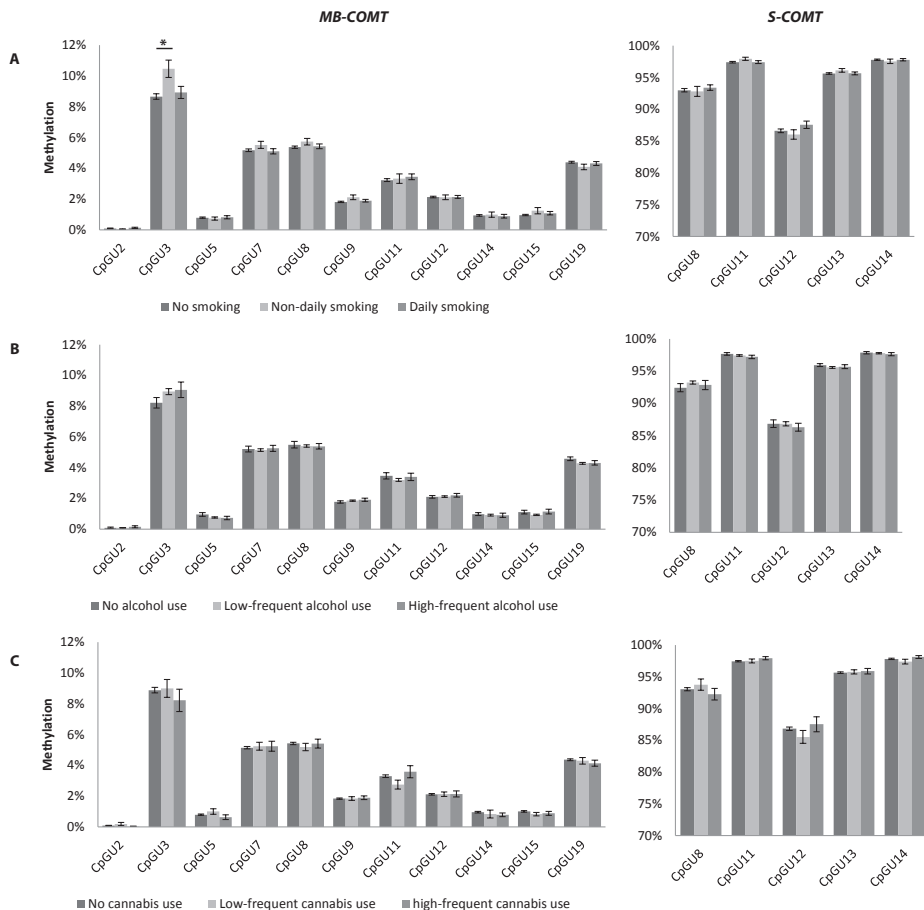 MB-COMT
S-COMT
A
Methylation
12%
10%
8%
6%
4%
2%
0%
*
CpGU2
CpGU3
CpGU5
CpGU7
CpGU8
CpGU9
CpGU11
CpGU12
CpGU14
CpGU15
CpGU19
No smoking
Non-daily smoking
Daily smoking
100%
95%
90%
85%
80%
75%
70%
CpGU8
CpGU11
CpGU12
CpGU13
CpGU14
B
Methylation
12%
10%
8%
6%
4%
2%
0%
CpGU2
CpGU3
CpGU5
CpGU7
CpGU8
CpGU9
CpGU11
CpGU12
CpGU14
CpGU15
CpGU19
No alcohol use
Low-frequent alcohol use
High-frequent alcohol use
100%
95%
90%
85%
80%
75%
70%
CpGU8
CpGU11
CpGU12
CpGU13
CpGU14
C
Methylation
12%
10%
8%
6%
4%
2%
0%
CpGU2
CpGU3
CpGU5
CpGU7
CpGU8
CpGU9
CpGU11
CpGU12
CpGU14
CpGU15
CpGU19
No cannabis use
Low-frequent cannabis use
high-frequent cannabis use
100%
95%
90%
85%
80%
75%
70%
CpGU8
CpGU11
CpGU12
CpGU13
CpGU14